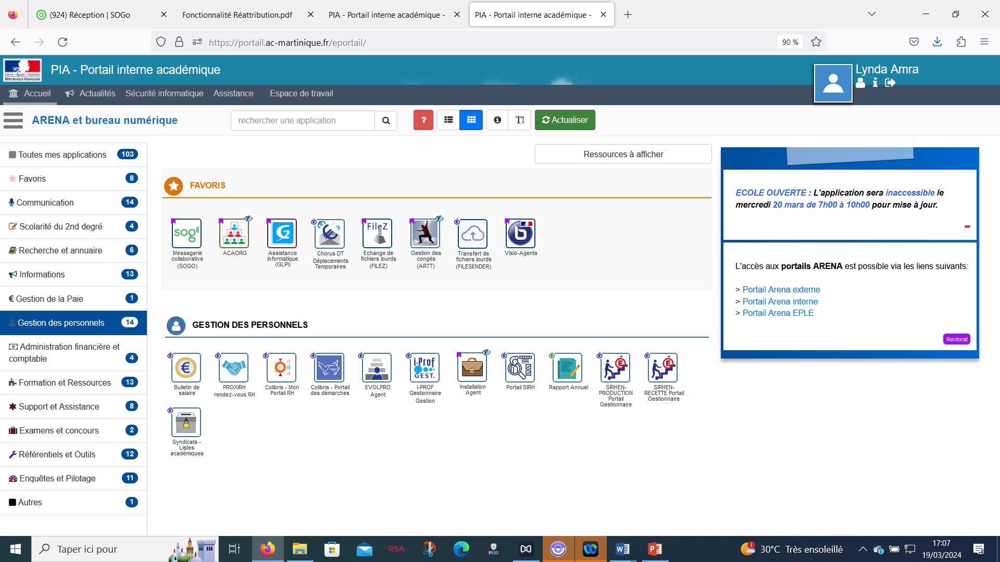 (924) Réception | SOGo
Fonctionnalité Réattribution.pdf
PIA - Portail interne académique -
PIA - Portail interne académique -
https://portail.ac-martinique.fr/eportail/
90 %
RÉPUBLIQUE FRANÇAISE
PIA - Portail interne académique
Lynda Amra
Accueil
Actualités
Sécurité informatique
Assistance
Espace de travail
ARENA et bureau numérique
rechercher une application
?
Actualiser
Toutes mes applications 103
Favoris 8
Communication 14
Scolarité du 2nd degré 4
Recherche et annuaire 6
Informations 13
€ Gestion de la Paie 1
Gestion des personnels 14
Administration financière et
comptable 4
Formation et Ressources 13
Support et Assistance 8
Examens et concours 2
Référentiels et Outils 12
Enquêtes et Pilotage 11
Autres 1
Ressources à afficher
FAVORIS
Messagerie
collaborative
(SOGO)
ACAORG
Assistance
informatique
(GLPI)
Chorus DT
Déplacements
Temporaires
FileZ
Echange de
fichiers lourds
(FILEZ)
Gestion des
congés
(ARTT)
Transfert de
fichiers lourds
(FILESENDER)
Visio-Agents
GESTION DES PERSONNELS
Bulletin de
salaire
PROXIRH
rendez-vous RH
Colibris - Mon
Portail RH
Colibris - Portail
des démarches
EVOLPRO
Agent
i-Prof
GEST.
I-PROF
Gestionnaire
Gestion
Installation
Agent
Portail SIRH
Rapport Annuel
SIRHEN-
PRODUCTION
Portail
Gestionnaire
SIRHEN-
RECETTE Portail
Gestionnaire
Syndicats -
Listes
académiques
ECOLE OUVERTE : L'application sera inaccessible le
mercredi 20 mars de 7h00 à 10h00 pour mise à jour.
L'accès aux portails ARENA est possible via les liens suivants:
> Portail Arena externe
> Portail Arena interne
> Portail Arena EPLE
Rectorat
Taper ici pour
RSA
PSSD
30°C Très ensoleillé
17:07
19/03/2024